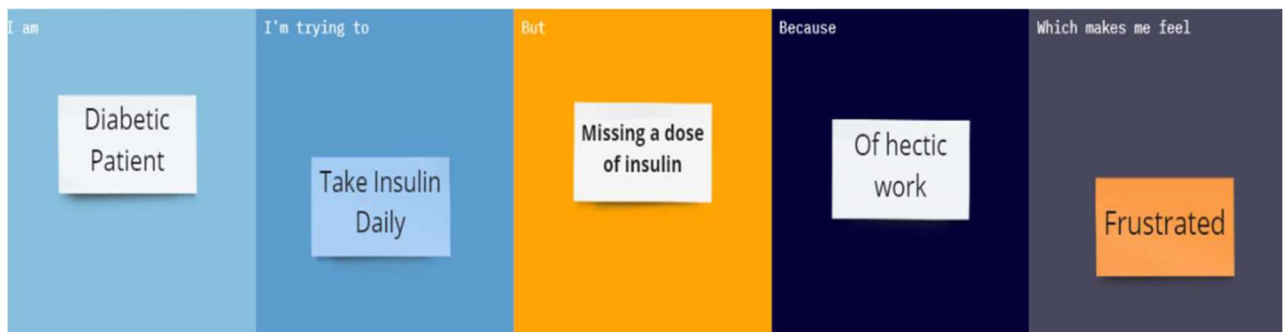 I am
Diabetic
Patient
I'm trying to
Take Insulin
Daily
But
Missing a dose
of insulin
Because
Of hectic
work
Which makes me feel
Frustrated